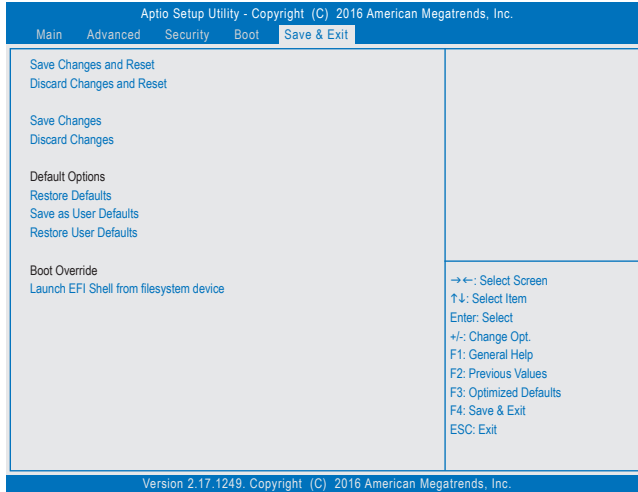 Aptio Setup Utility - Copyright (C) 2016 American Megatrends, Inc.
Main Advanced Security Boot Save & Exit
Save Changes and Reset
Discard Changes and Reset
Save Changes
Discard Changes
Default Options
Restore Defaults
Save as User Defaults
Restore User Defaults
Boot Override
Launch EFI Shell from filesystem device
→←: Select Screen
↑↓: Select Item
Enter: Select
+/-: Change Opt.
F1: General Help
F2: Previous Values
F3: Optimized Defaults
F4: Save & Exit
ESC: Exit
Version 2.17.1249. Copyright (C) 2016 American Megatrends, Inc.